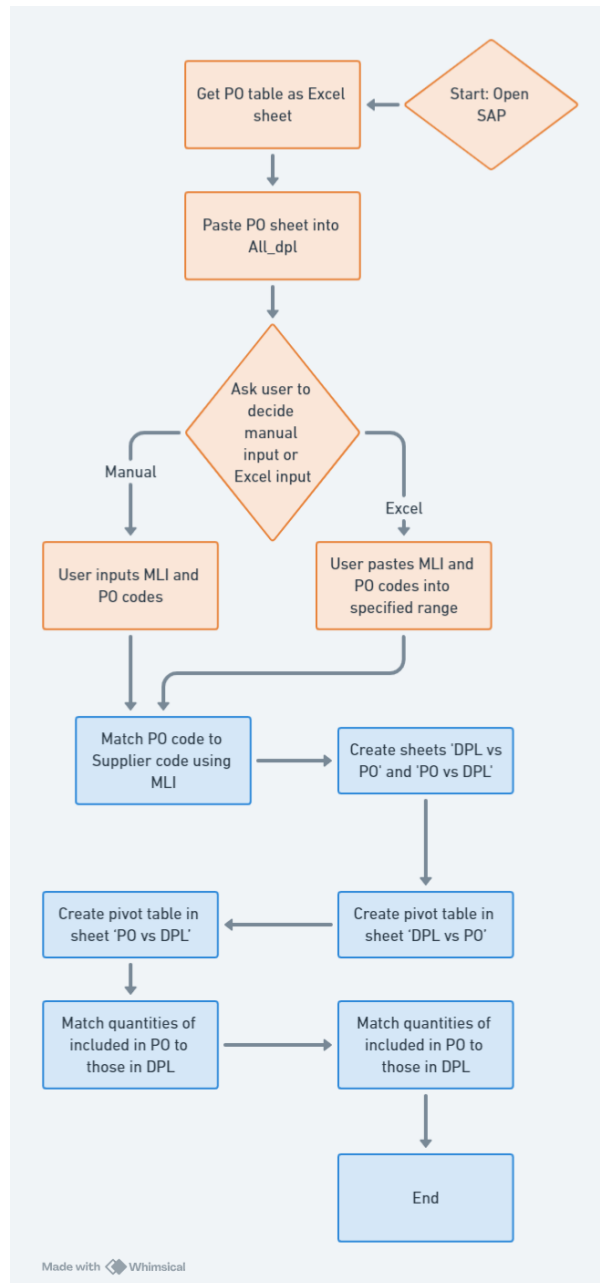 Get PO table as Excel
sheet
Start: Open
SAP
Paste PO sheet into
All_dpl
Ask user to
decide
manual
input or
Excel input
Manual
Excel
User inputs MLI and
PO codes
User pastes MLI and
PO codes into
specified range
Match PO code to
Supplier code using
MLI
Create sheets 'DPL vs
PO' and 'PO vs DPL'
Create pivot table in
sheet 'PO vs DPL'
Create pivot table in
sheet 'DPL vs PO'
Match quantities of
included in PO to
those in DPL
Match quantities of
included in PO to
those in DPL
End
Made with Whimsical